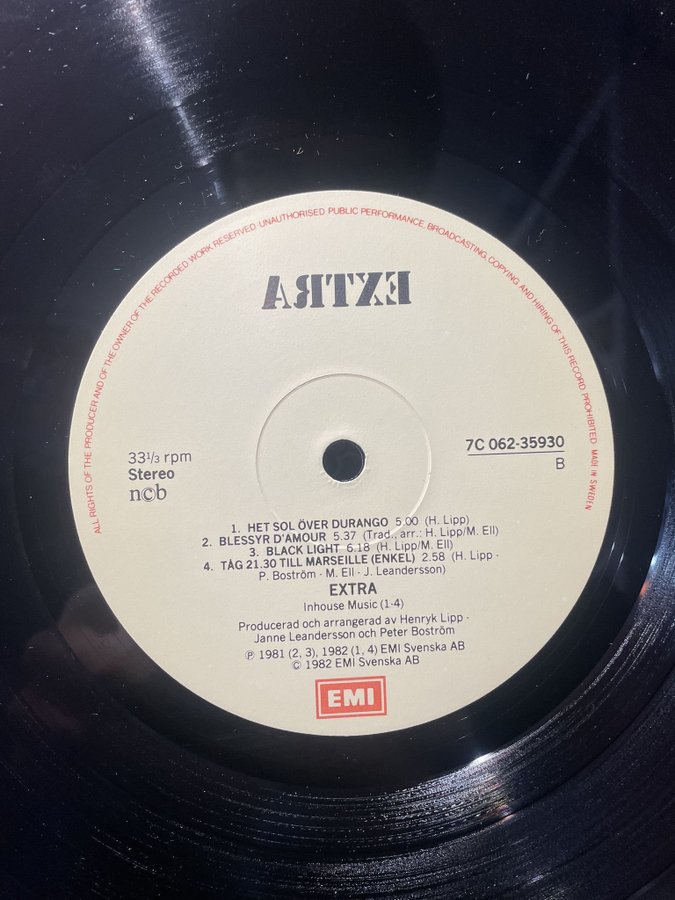 ALL RIGHTS OF THE PRODUCER AND OF THE OWNER OF THE RECORDED WORK RESERVED UNAUTHORISED PUBLIC PERFORMANCE, BROADCASTING, COPYING AND HIRING OF THIS RECORD PROHIBITED MADE IN SWEDEN
EXTRA
33 1/3 rpm
Stereo
n©b
7C 062-35930
B
1. HET SOL ÖVER DURANGO 5.00 (H. Lipp)
2. BLESSYR D'AMOUR 5.37 (Trad., arr.: H. Lipp/M. Ell)
3. BLACK LIGHT 6.18 (H. Lipp/M. Ell)
4. TÅG 21.30 TILL MARSEILLE (ENKEL) 2.58 (H. Lipp ·
P. Boström · M. Ell · J. Leandersson)
EXTRA
Inhouse Music (1-4)
Producerad och arrangerad av Henryk Lipp ·
Janne Leandersson och Peter Boström
℗ 1981 (2, 3), 1982 (1, 4) EMI Svenska AB
© 1982 EMI Svenska AB
EMI